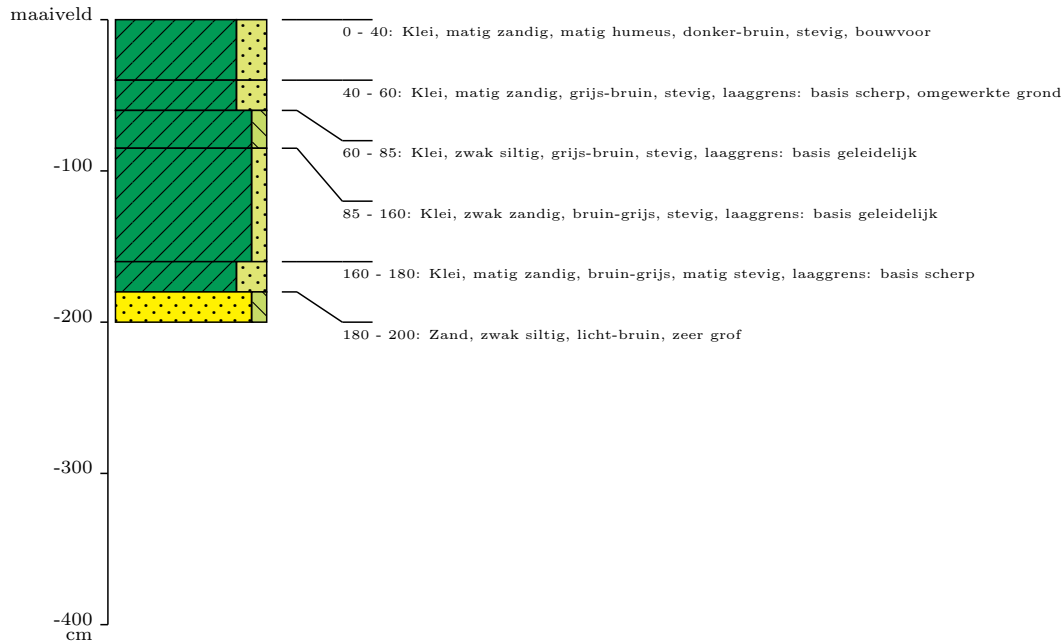 maaiveld
0 - 40: Klei, matig zandig, matig humeus, donker-bruin, stevig, bouwvoor
40 - 60: Klei, matig zandig, grijs-bruin, stevig, laaggrens: basis scherp, omgewerkte grond
60 - 85: Klei, zwak siltig, grijs-bruin, stevig, laaggrens: basis geleidelijk
-100
85 - 160: Klei, zwak zandig, bruin-grijs, stevig, laaggrens: basis geleidelijk
160 - 180: Klei, matig zandig, bruin-grijs, matig stevig, laaggrens: basis scherp
-200
180 - 200: Zand, zwak siltig, licht-bruin, zeer grof
-300
-400
cm